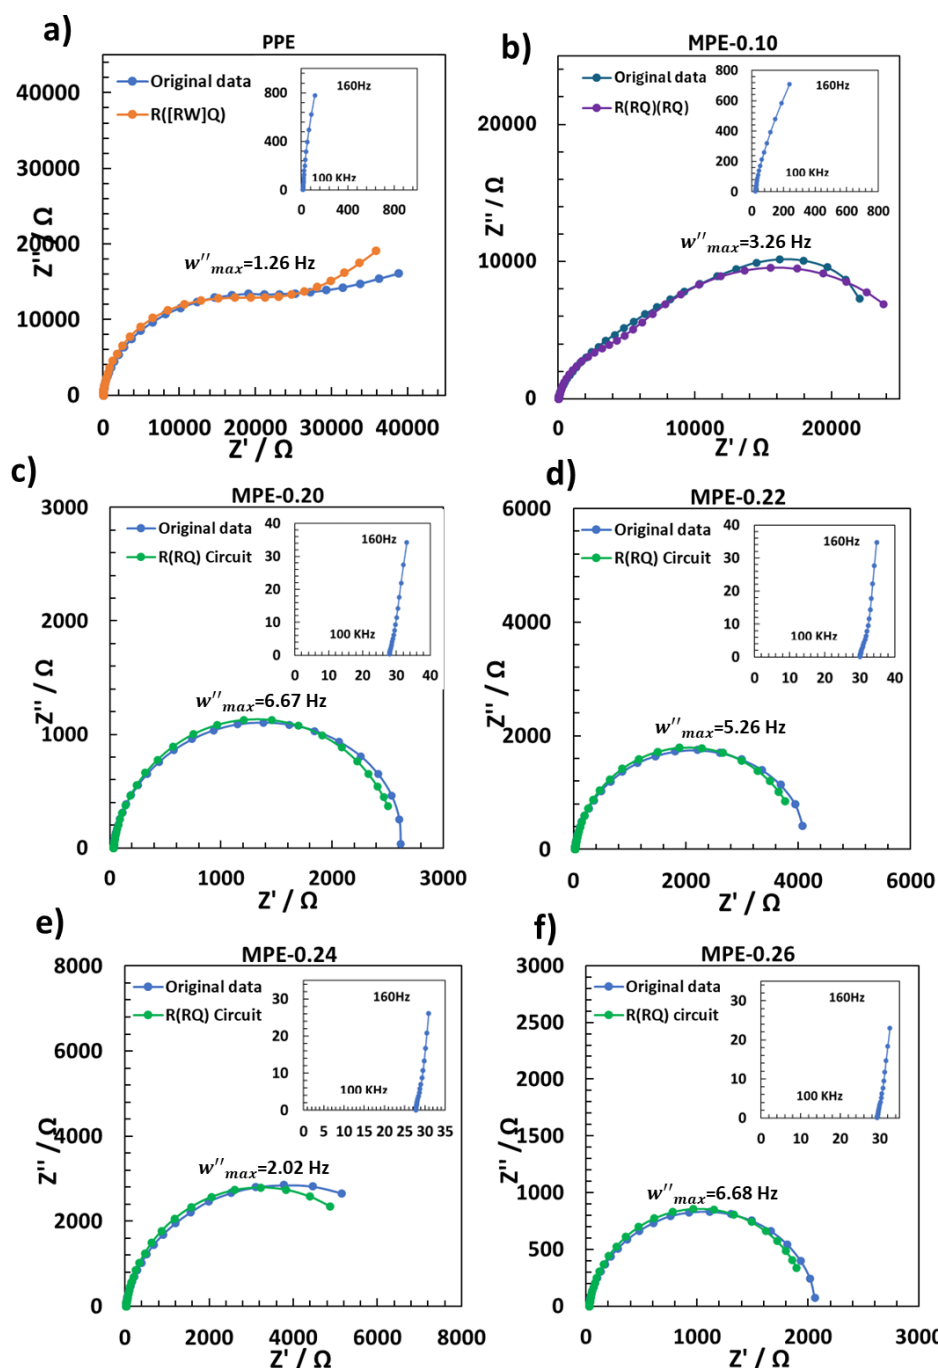 a)
PPE
Original data
R([RW]Q)
Z'' / Ω
40000
30000
20000
10000
0
0 10000 20000 30000 40000
Z' / Ω
w''max=1.26 Hz
800
400
0
0 400 800
160Hz
100 KHz
b)
MPE-0.10
Original data
R(RQ)(RQ)
Z'' / Ω
20000
10000
0
0 10000 20000
Z' / Ω
w''max=3.26 Hz
800
600
400
200
0
0 200 400 600 800
160Hz
100 KHz
c)
MPE-0.20
Original data
R(RQ) Circuit
Z'' / Ω
3000
2000
1000
0
0 1000 2000 3000
Z' / Ω
w''max=6.67 Hz
40
30
20
10
0
0 10 20 30 40
160Hz
100 KHz
d)
MPE-0.22
Original data
R(RQ) Circuit
Z'' / Ω
6000
4000
2000
0
0 2000 4000 6000
Z' / Ω
w''max=5.26 Hz
40
30
20
10
0
0 10 20 30 40
160Hz
100 KHz
e)
MPE-0.24
Original data
R(RQ) Circuit
Z'' / Ω
8000
6000
4000
2000
0
0 2000 4000 6000 8000
Z' / Ω
w''max=2.02 Hz
30
20
10
0
0 5 10 15 20 25 30 35
160Hz
100 KHz
f)
MPE-0.26
Original data
R(RQ) circuit
Z'' / Ω
3000
2500
2000
1500
1000
500
0
0 1000 2000 3000
Z' / Ω
w''max=6.68 Hz
30
20
10
0
0 10 20 30
160Hz
100 KHz